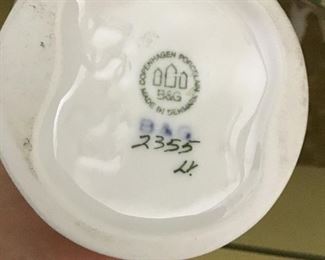 COPENHAGEN PORCELAIN
B&G
MADE IN DENMARK
B&G
2355